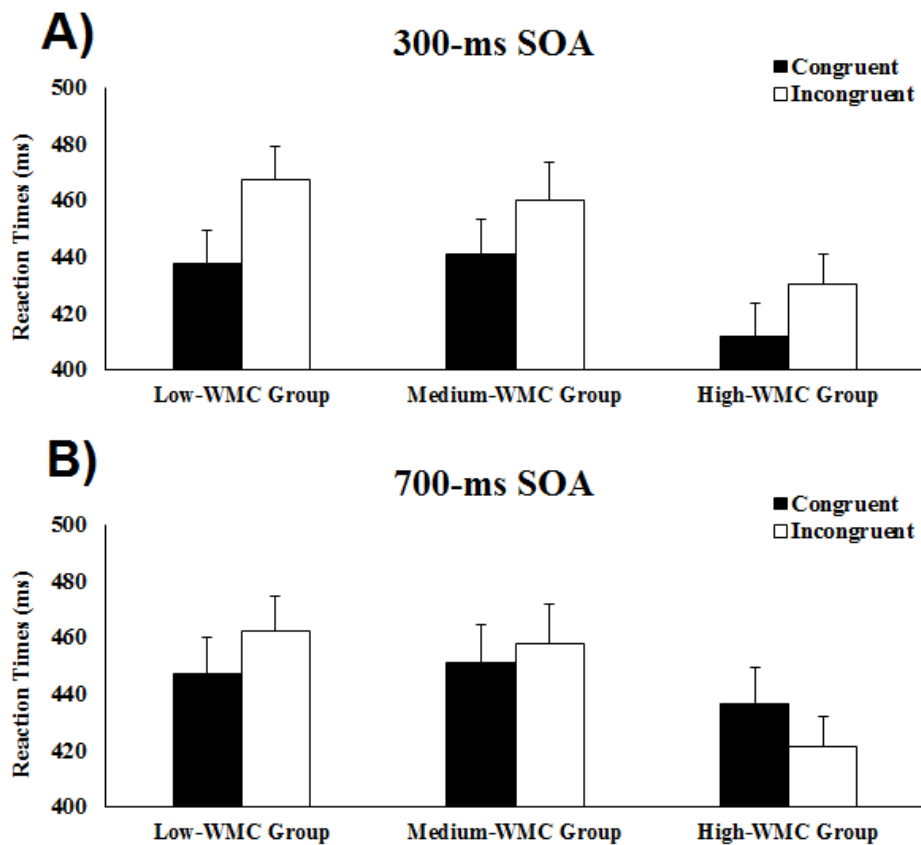 A)
300-ms SOA
Congruent
Incongruent
Reaction Times (ms)
500
480
460
440
420
400
Low-WMC Group Medium-WMC Group High-WMC Group
B)
700-ms SOA
Congruent
Incongruent
Reaction Times (ms)
500
480
460
440
420
400
Low-WMC Group Medium-WMC Group High-WMC Group